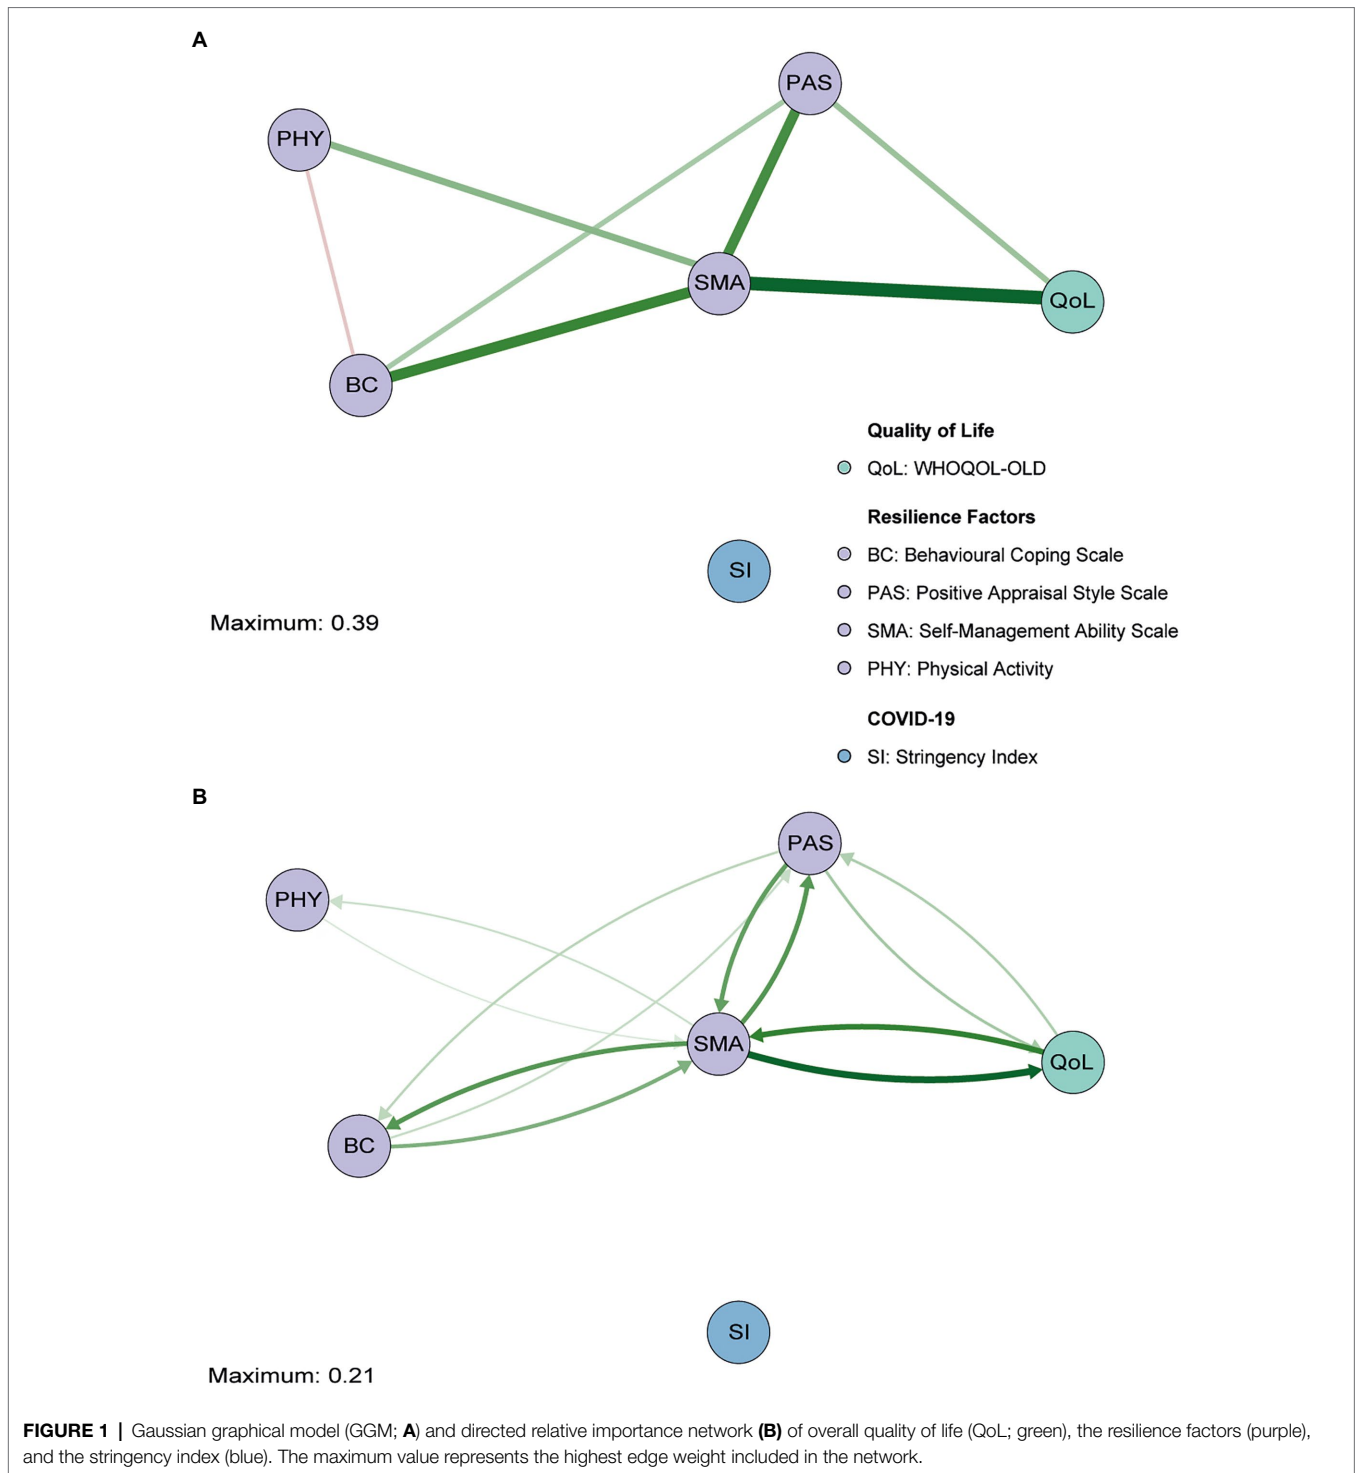 A
PAS
PHY
SMA
QoL
BC
Quality of Life
QoL: WHOQOL-OLD
Resilience Factors
BC: Behavioural Coping Scale
PAS: Positive Appraisal Style Scale
SMA: Self-Management Ability Scale
PHY: Physical Activity
COVID-19
SI: Stringency Index
SI
Maximum: 0.39
B
PAS
PHY
SMA
QoL
BC
SI
Maximum: 0.21
FIGURE 1 | Gaussian graphical model (GGM; A) and directed relative importance network (B) of overall quality of life (QoL; green), the resilience factors (purple),
and the stringency index (blue). The maximum value represents the highest edge weight included in the network.